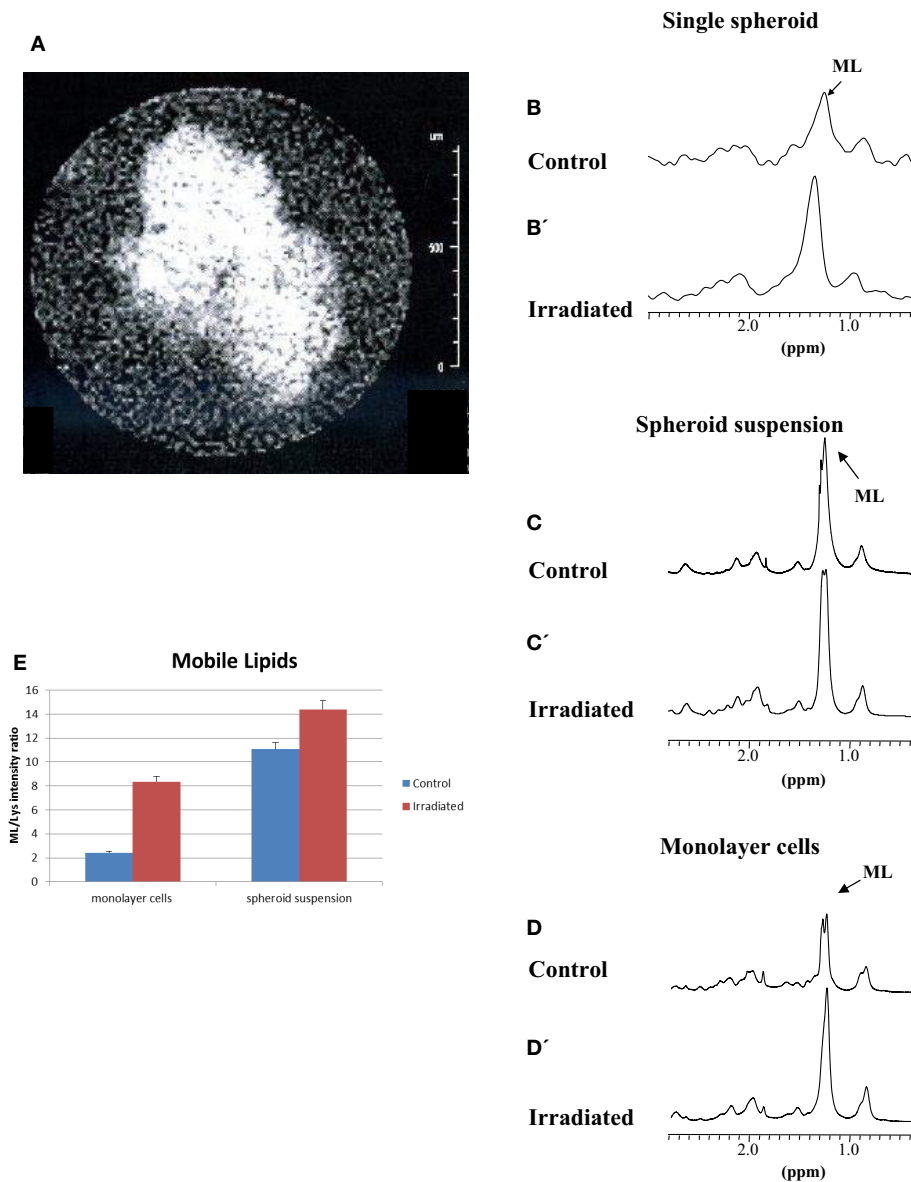 A
um
500
0
Single spheroid
B
ML
Control
B´
Irradiated
2.0 1.0
(ppm)
Spheroid suspension
ML
C
Control
C´
Irradiated
2.0 1.0
(ppm)
E
Mobile Lipids
16
14
12
10
8
6
4
2
0
ML/Lys intensity ratio
monolayer cells
spheroid suspension
Control
Irradiated
Monolayer cells
ML
D
Control
D´
Irradiated
2.0 1.0
(ppm)